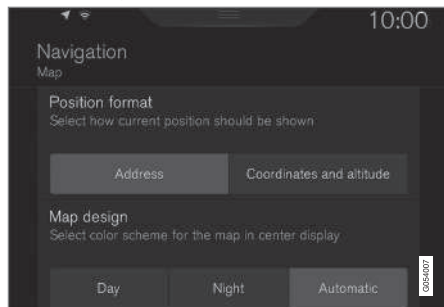 10:00
Navigation
Map
Position format
Select how current position should be shown
Address
Coordinates and altitude
Map design
Select color scheme for the map in center display
Day
Night
Automatic
G054007